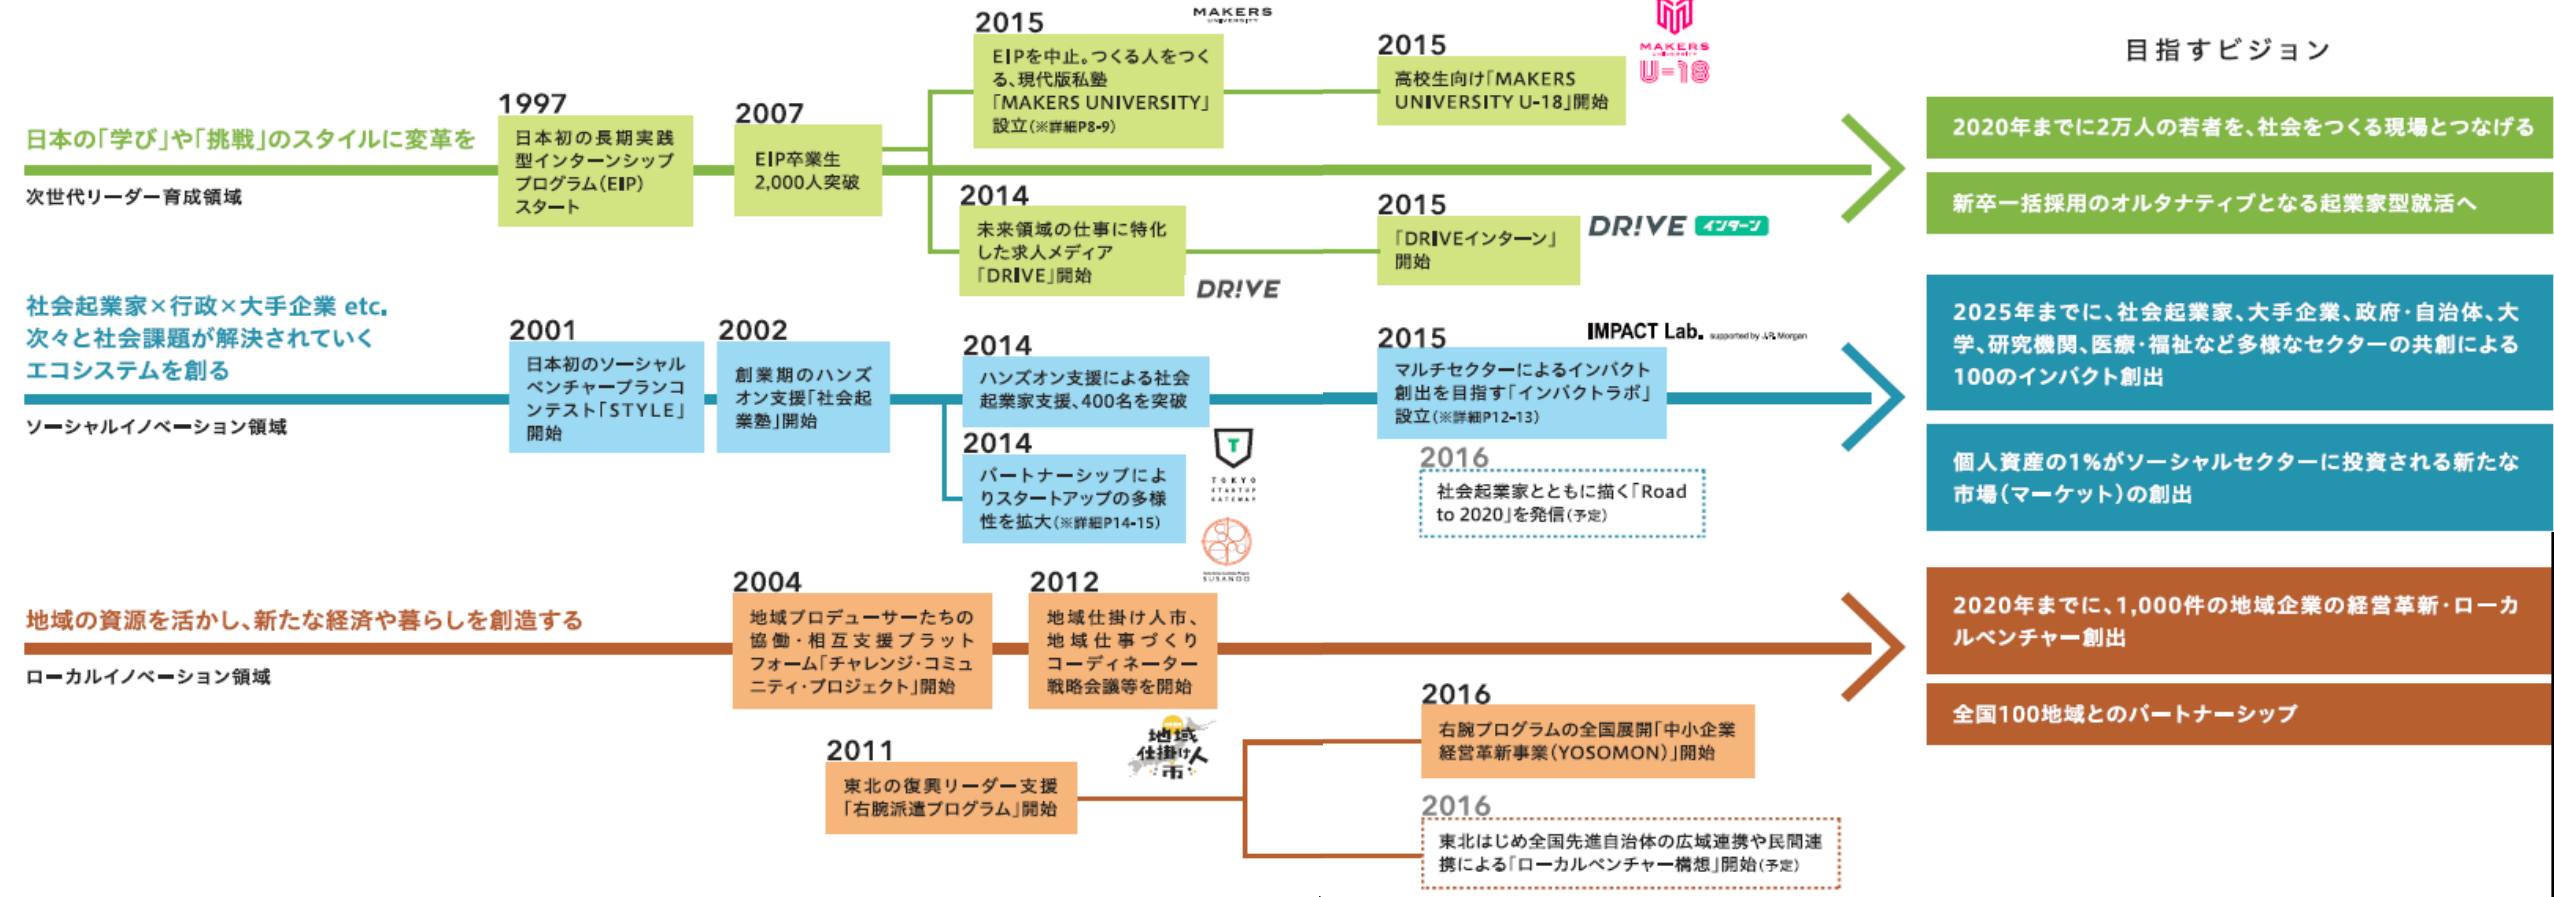 目指すビジョン
日本の「学び」や「挑戦」のスタイルに変革を
次世代リーダー育成領域
1997
日本初の長期実践
型インターンシップ
プログラム(EIP)
スタート
2007
EIP卒業生
2,000人突破
2015
MAKERS
UNIVERSITY
EIPを中止。つくる人をつく
る、現代版私塾
「MAKERS UNIVERSITY」
設立(※詳細P8-9)
2015
高校生向け「MAKERS
UNIVERSITY U-18」開始
MAKERS
UNIVERSITY
U-18
2014
未来領域の仕事に特化
した求人メディア
「DRIVE」開始
DR!VE
2015
「DRIVEインターン」
開始
DR!VE インターン
2020年までに2万人の若者を、社会をつくる現場とつなげる
新卒一括採用のオルタナティブとなる起業家型就活へ
社会起業家×行政×大手企業 etc.
次々と社会課題が解決されていく
エコシステムを創る
ソーシャルイノベーション領域
2001
日本初のソーシャル
ベンチャープランコ
ンテスト「STYLE」
開始
2002
創業期のハンズ
オン支援「社会起
業塾」開始
2014
ハンズオン支援による社会
起業家支援、400名を突破
2014
パートナーシップによ
りスタートアップの多様
性を拡大(※詳細P14-15)
TOKYO
STARTUP
GATEWAY
SUSANOO
2015
IMPACT Lab. supported by J.P. Morgan
マルチセクターによるインパクト
創出を目指す「インパクトラボ」
設立(※詳細P12-13)
2016
社会起業家とともに描く「Road
to 2020」を発信(予定)
2025年までに、社会起業家、大手企業、政府・自治体、大
学、研究機関、医療・福祉など多様なセクターの共創による
100のインパクト創出
個人資産の1%がソーシャルセクターに投資される新たな
市場(マーケット)の創出
地域の資源を活かし、新たな経済や暮らしを創造する
ローカルイノベーション領域
2004
地域プロデューサーたちの
協働・相互支援プラット
フォーム「チャレンジ・コミュ
ニティ・プロジェクト」開始
2012
地域仕掛け人市、
地域仕事づくり
コーディネーター
戦略会議等を開始
地域
仕掛け人
市
2011
東北の復興リーダー支援
「右腕派遣プログラム」開始
2016
右腕プログラムの全国展開「中小企業
経営革新事業(YOSOMON)」開始
2016
東北はじめ全国先進自治体の広域連携や民間連
携による「ローカルベンチャー構想」開始(予定)
2020年までに、1,000件の地域企業の経営革新・ローカ
ルベンチャー創出
全国100地域とのパートナーシップ